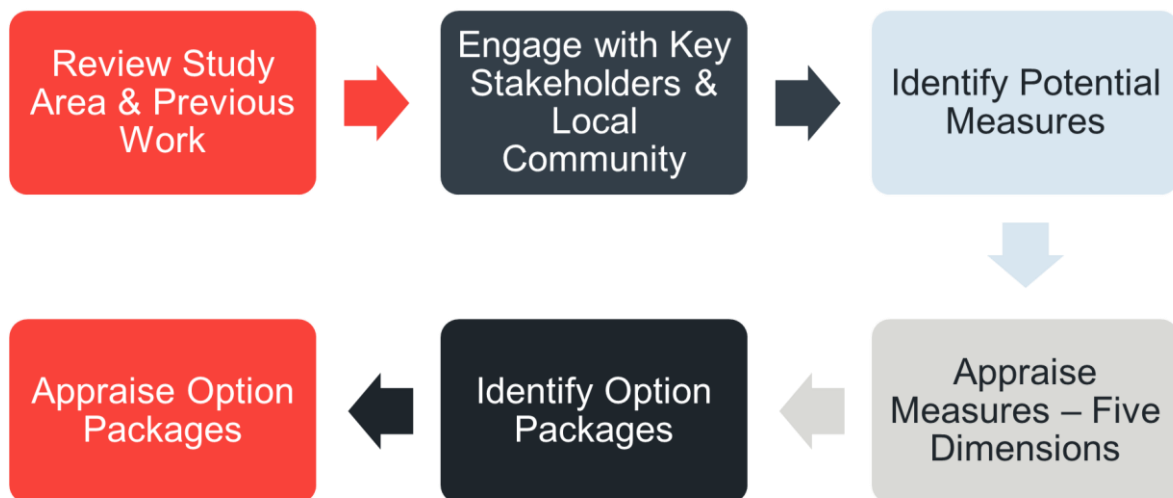 Review Study
Area & Previous
Work
Engage with Key
Stakeholders &
Local
Community
Identify Potential
Measures
Appraise
Measures – Five
Dimensions
Identify Option
Packages
Appraise Option
Packages